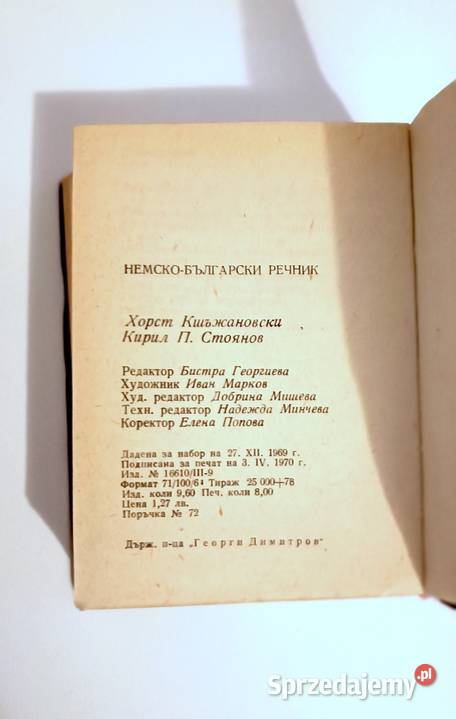 НЕМСКО-БЪЛГАРСКИ РЕЧНИК
Хорст Кшъжановски
Кирил П. Стоянов
Редактор Бистра Георгиева
Художник Иван Марков
Худ. редактор Добрина Мишева
Техн. редактор Надежда Минчева
Коректор Елена Попова
Дадена за набор на 27. XII. 1969 г.
Подписана за печат на 3. IV. 1970 г.
Изд. № 16610/III-9
Формат 71/100/64 Тираж 25 000+78
Изд. коли 9,60 Печ. коли 8,00
Цена 1,27 лв.
Поръчка № 72
Държ. п-ца „Георги Димитров"
Sprzedajemy.pl